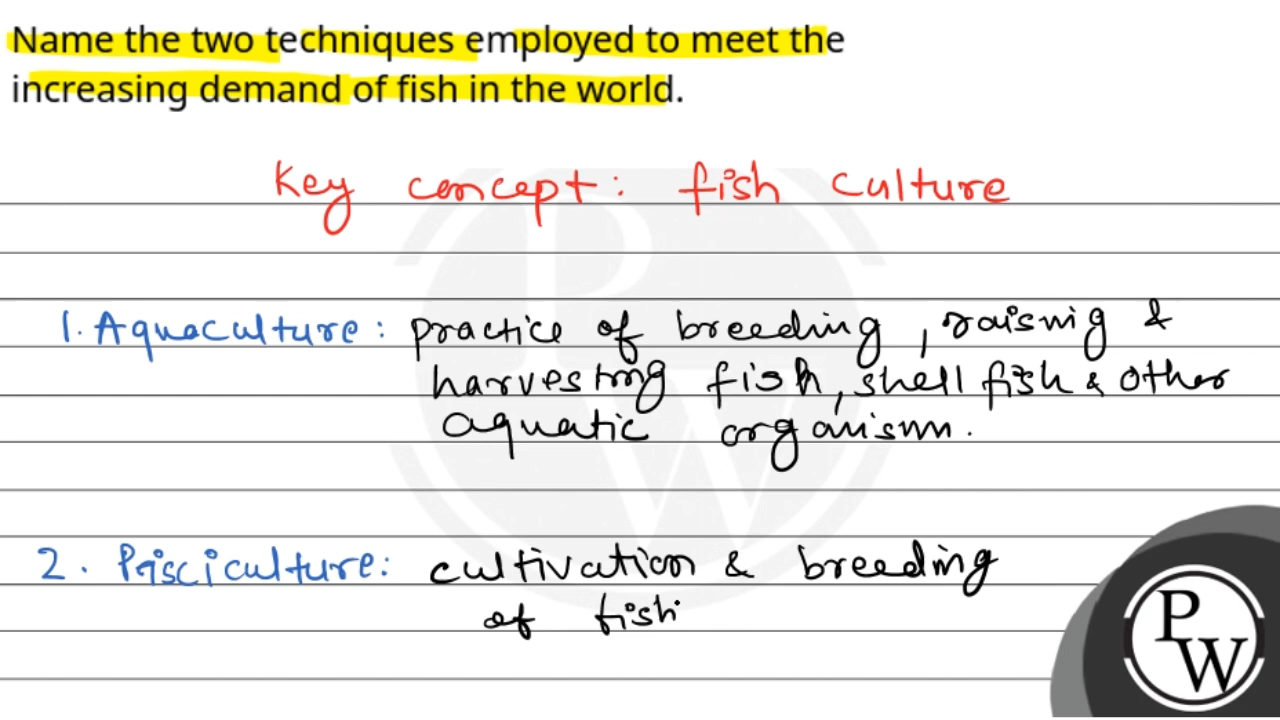 Name the two techniques employed to meet the
increasing demand of fish in the world.
Key concept: fish culture
1. Aquaculture: practice of breeding, raising &
harvesting fish, shell fish & other
aquatic organism.
2. Pisciculture: cultivation & breeding
of fish
PW
PW